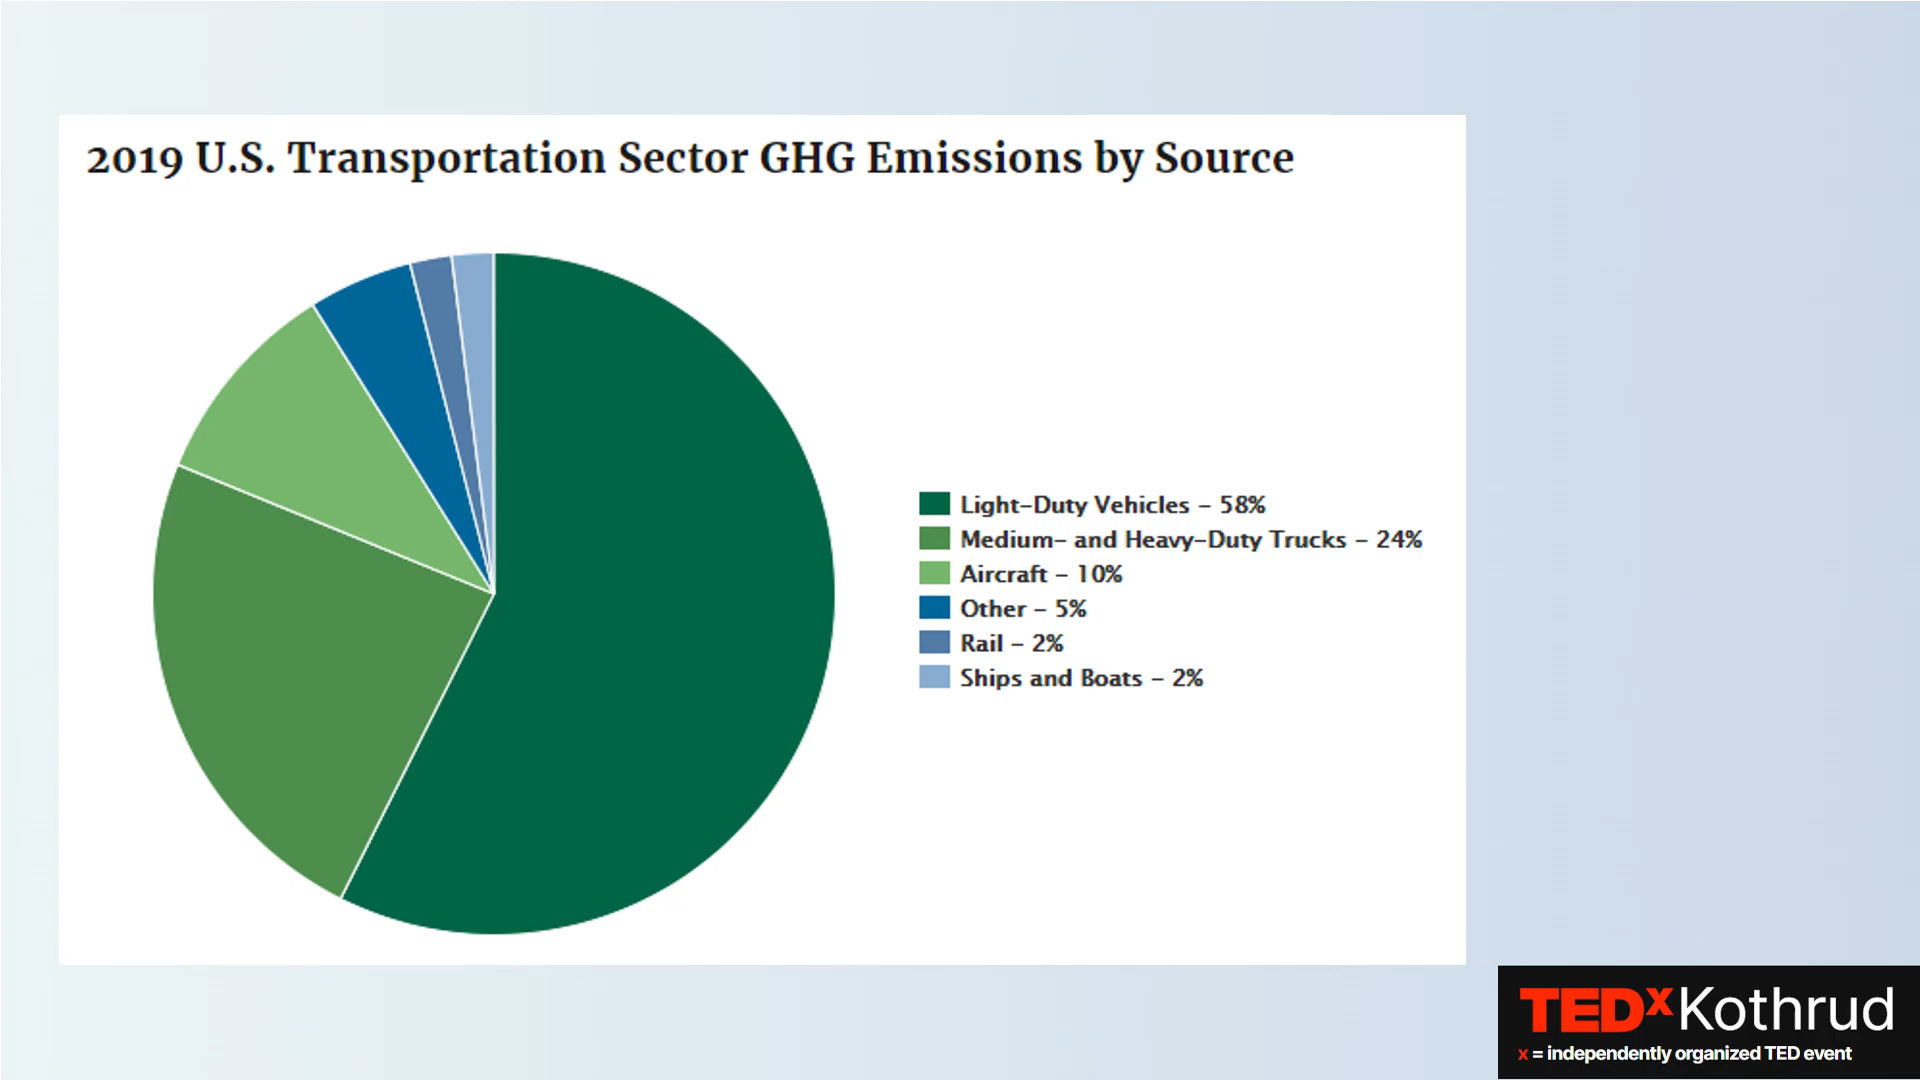 2019 U.S. Transportation Sector GHG Emissions by Source
Light-Duty Vehicles – 58%
Medium- and Heavy-Duty Trucks – 24%
Aircraft – 10%
Other – 5%
Rail – 2%
Ships and Boats – 2%
TEDxKothrud
x = independently organized TED event